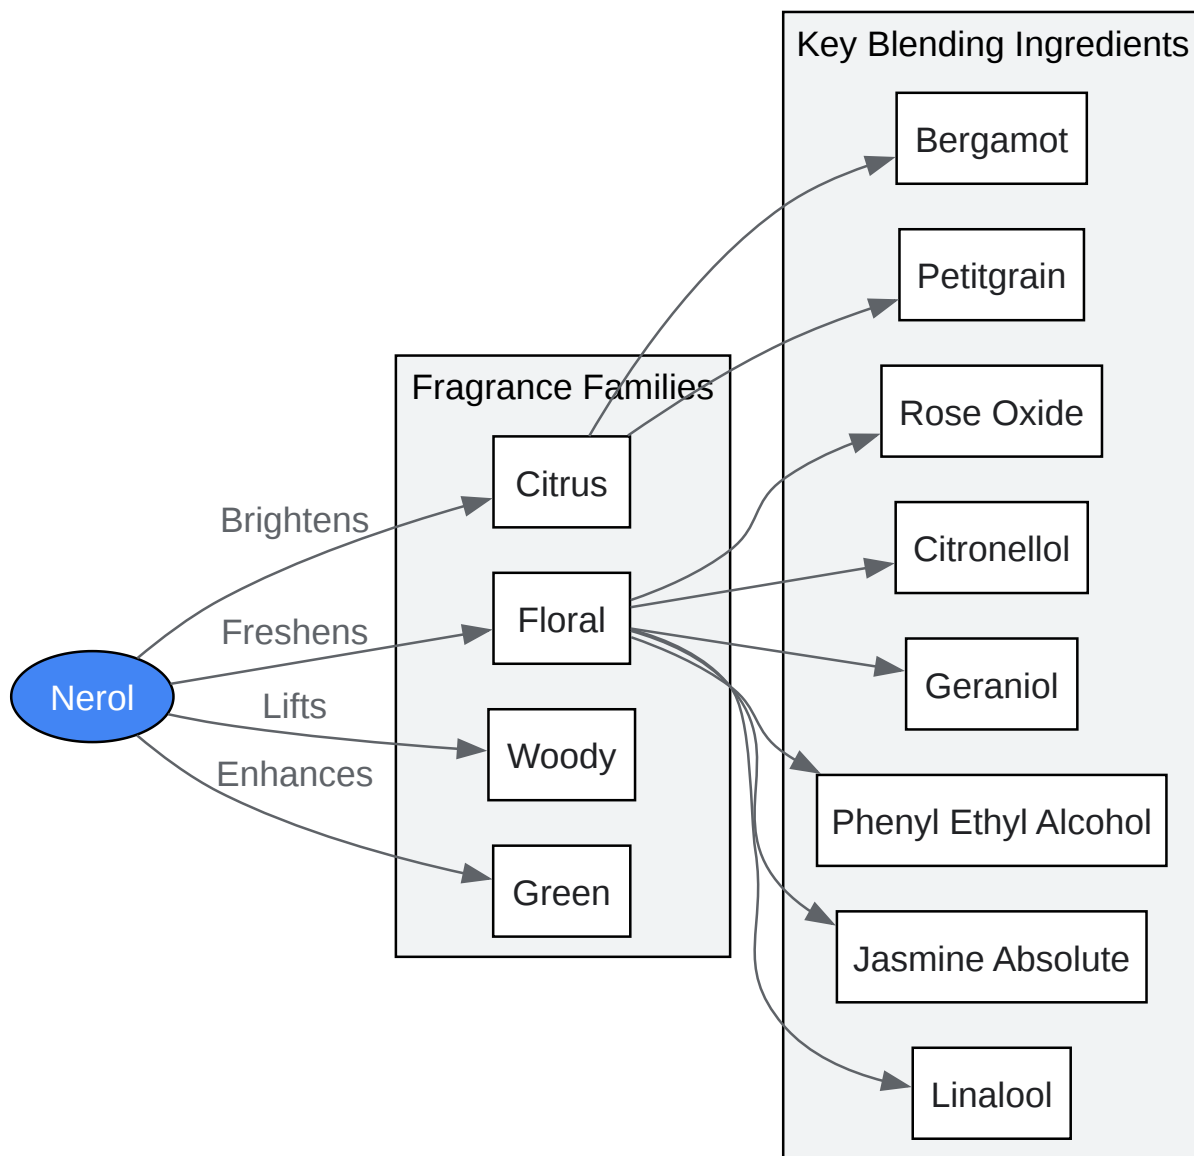 Key Blending Ingredients
Bergamot
Petitgrain
Fragrance Families
Rose Oxide
Citrus
Brightens
Citronellol
Floral
Freshens
Geraniol
Nerol
Lifts
Woody
Enhances
Phenyl Ethyl Alcohol
Green
Jasmine Absolute
Linalool